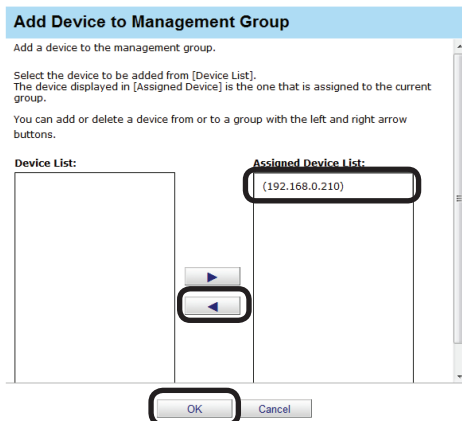 Add Device to Management Group
Add a device to the management group.
Select the device to be added from [Device List].
The device displayed in [Assigned Device] is the one that is assigned to the current
group.
You can add or delete a device from or to a group with the left and right arrow
buttons.
Device List:
Assigned Device List:
(192.168.0.210)
OK
Cancel